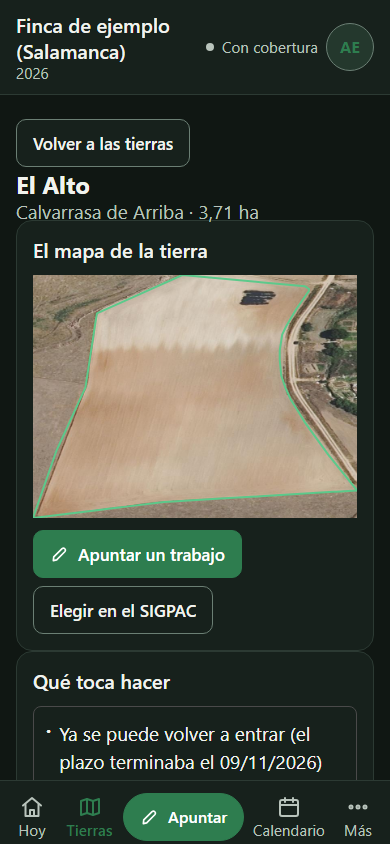 Finca de ejemplo
(Salamanca)
2026
Con cobertura
AE
Volver a las tierras
El Alto
Calvarrasa de Arriba · 3,71 ha
El mapa de la tierra
Apuntar un trabajo
Elegir en el SIGPAC
Qué toca hacer
• Ya se puede volver a entrar (el
plazo terminaba el 09/11/2026)
Hoy
Tierras
Apuntar
Calendario
Más